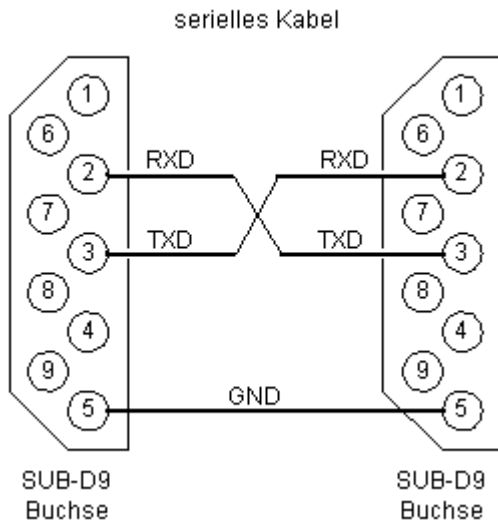 serielles Kabel
1 1
6 6
2 RXD RXD 2
7 7
3 TXD TXD 3
8 8
4 4
9 9
5 GND 5
SUB-D9 SUB-D9
Buchse Buchse